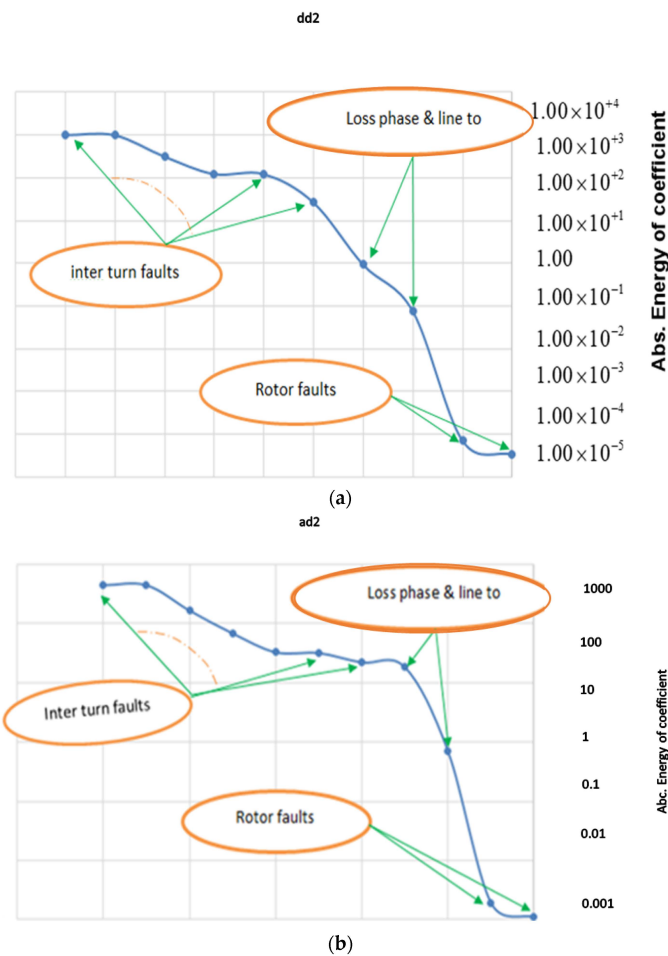 dd2
Loss phase & line to
1.00×10⁺⁴
1.00×10⁺³
1.00×10⁺²
1.00×10⁺¹
1.00
1.00×10⁻¹
1.00×10⁻²
1.00×10⁻³
1.00×10⁻⁴
1.00×10⁻⁵
Abs. Energy of coefficient
inter turn faults
Rotor faults
(a)
ad2
Loss phase & line to
1000
100
10
1
0.1
0.01
0.001
Abc. Energy of coefficient
Inter turn faults
Rotor faults
(b)